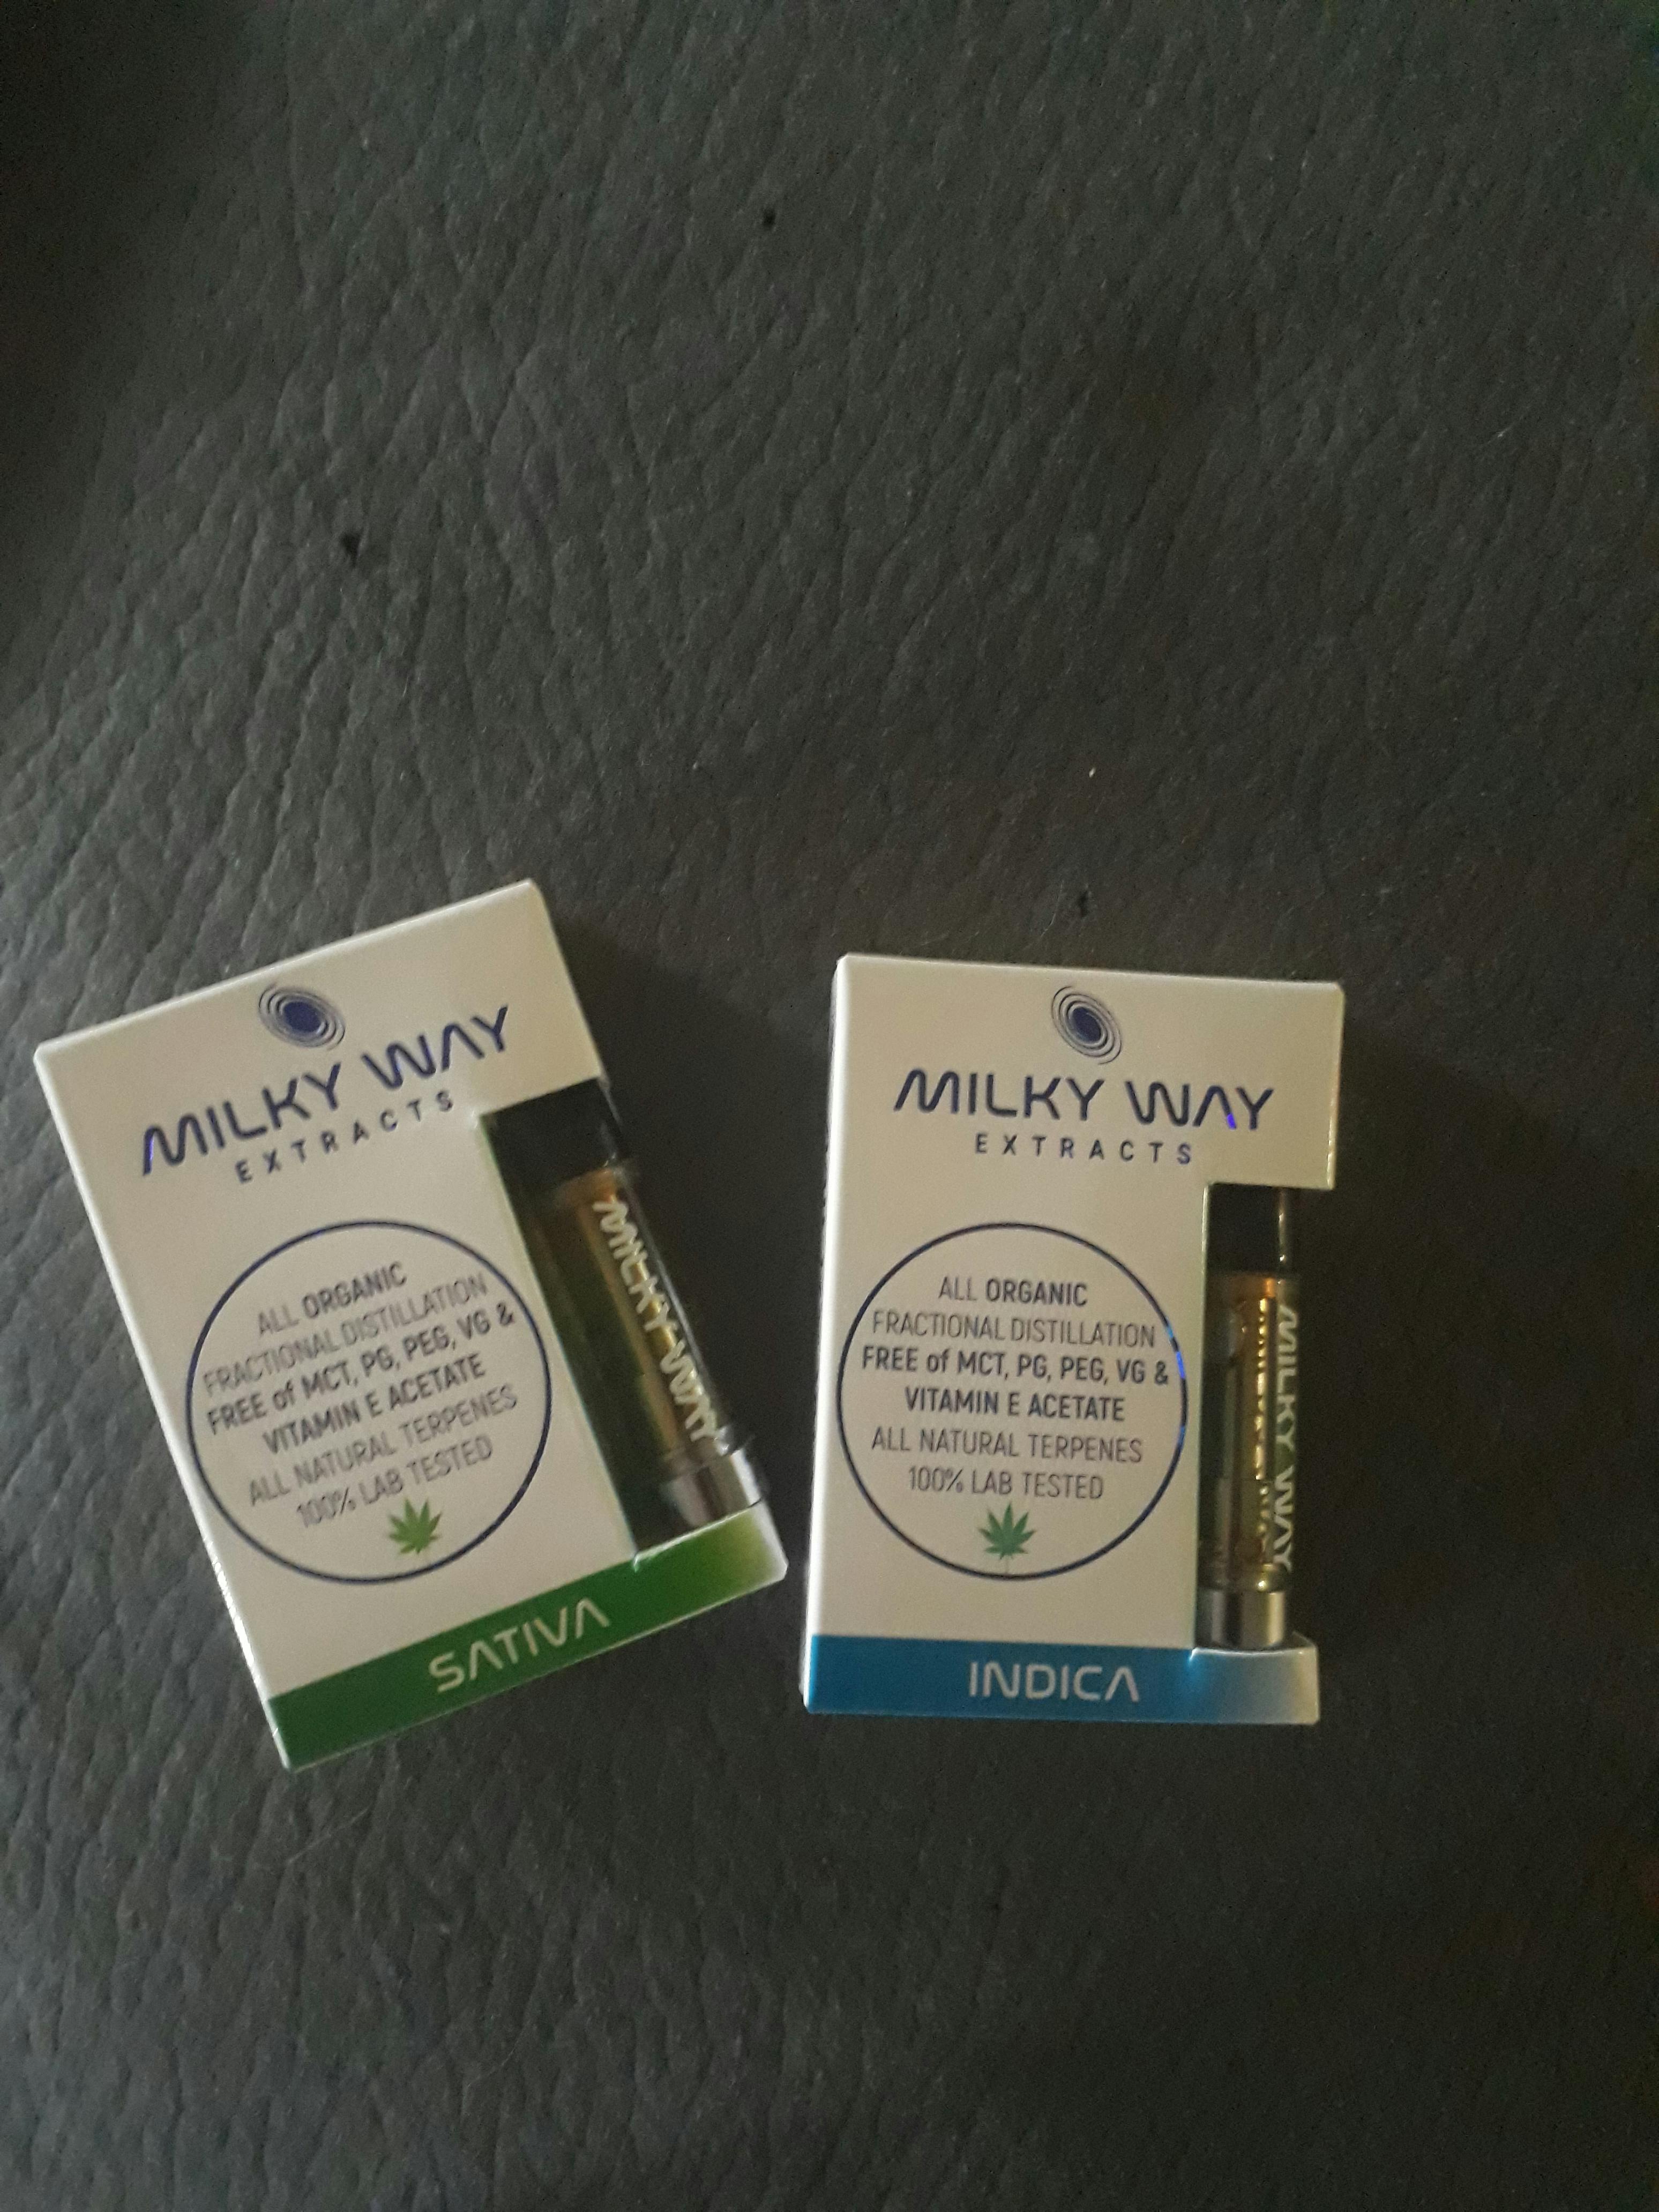 MILKY WAY
EXTRACTS
ALL ORGANIC
FRACTIONAL DISTILLATION
FREE of MCT, PG, PEG, VG &
VITAMIN E ACETATE
ALL NATURAL TERPENES
100% LAB TESTED
MILKY WAY
SATIVA
MILKY WAY
EXTRACTS
ALL ORGANIC
FRACTIONAL DISTILLATION
FREE of MCT, PG, PEG, VG &
VITAMIN E ACETATE
ALL NATURAL TERPENES
100% LAB TESTED
MILKY WAY
INDICA